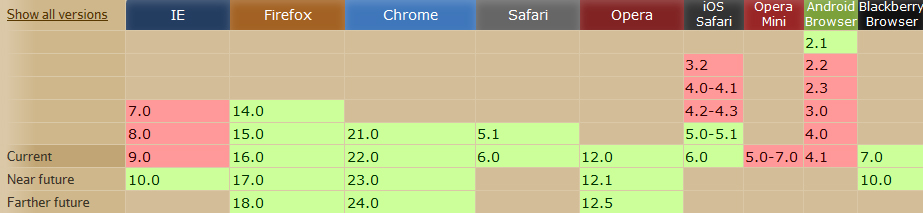 Show all versions IE Firefox Chrome Safari Opera iOS Safari Opera Mini Android Browser Blackberry Browser
2.1
3.2 2.2
4.0-4.1 2.3
7.0 14.0 4.2-4.3 3.0
8.0 15.0 21.0 5.1 5.0-5.1 4.0
Current 9.0 16.0 22.0 6.0 12.0 6.0 5.0-7.0 4.1 7.0
Near future 10.0 17.0 23.0 12.1 10.0
Farther future 18.0 24.0 12.5